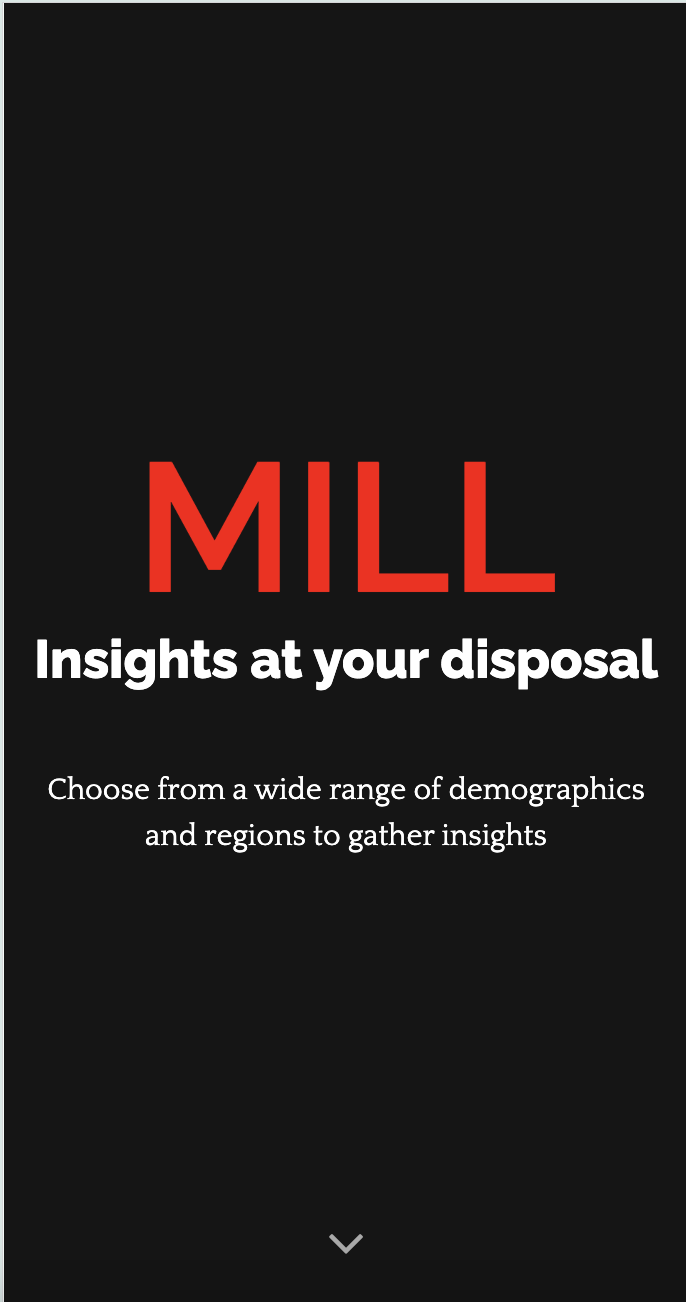 MILL
Insights at your disposal
Choose from a wide range of demographics
and regions to gather insights